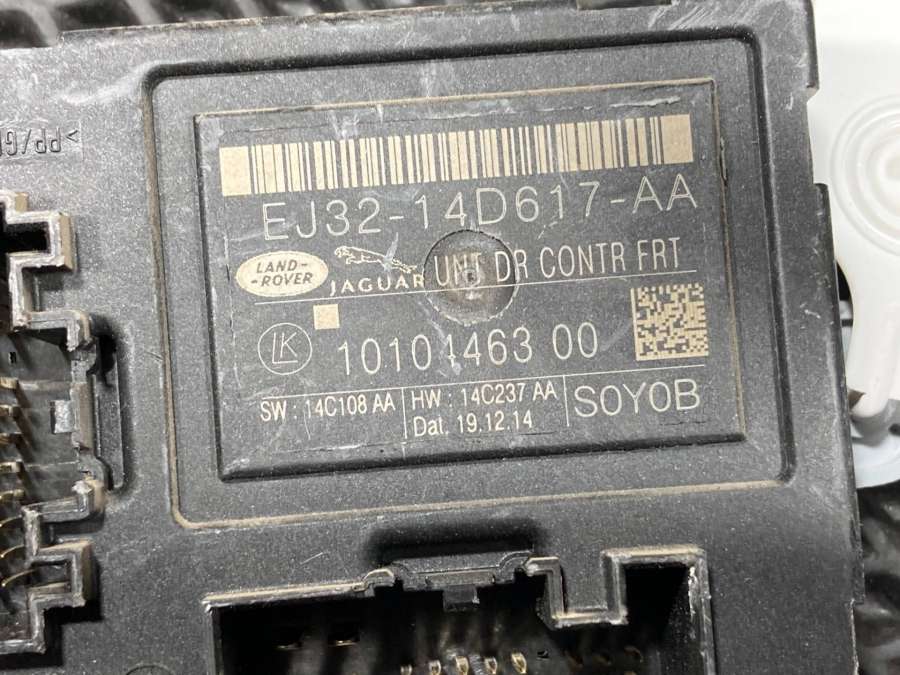 EJ32-14D617-AA
LAND-
-ROVER
JAGUAR
DR CONTR FRT
LK
10101463 00
SW : 14C108 AA
HW : 14C237 AA
Dat. 19.12.14
SOYOB